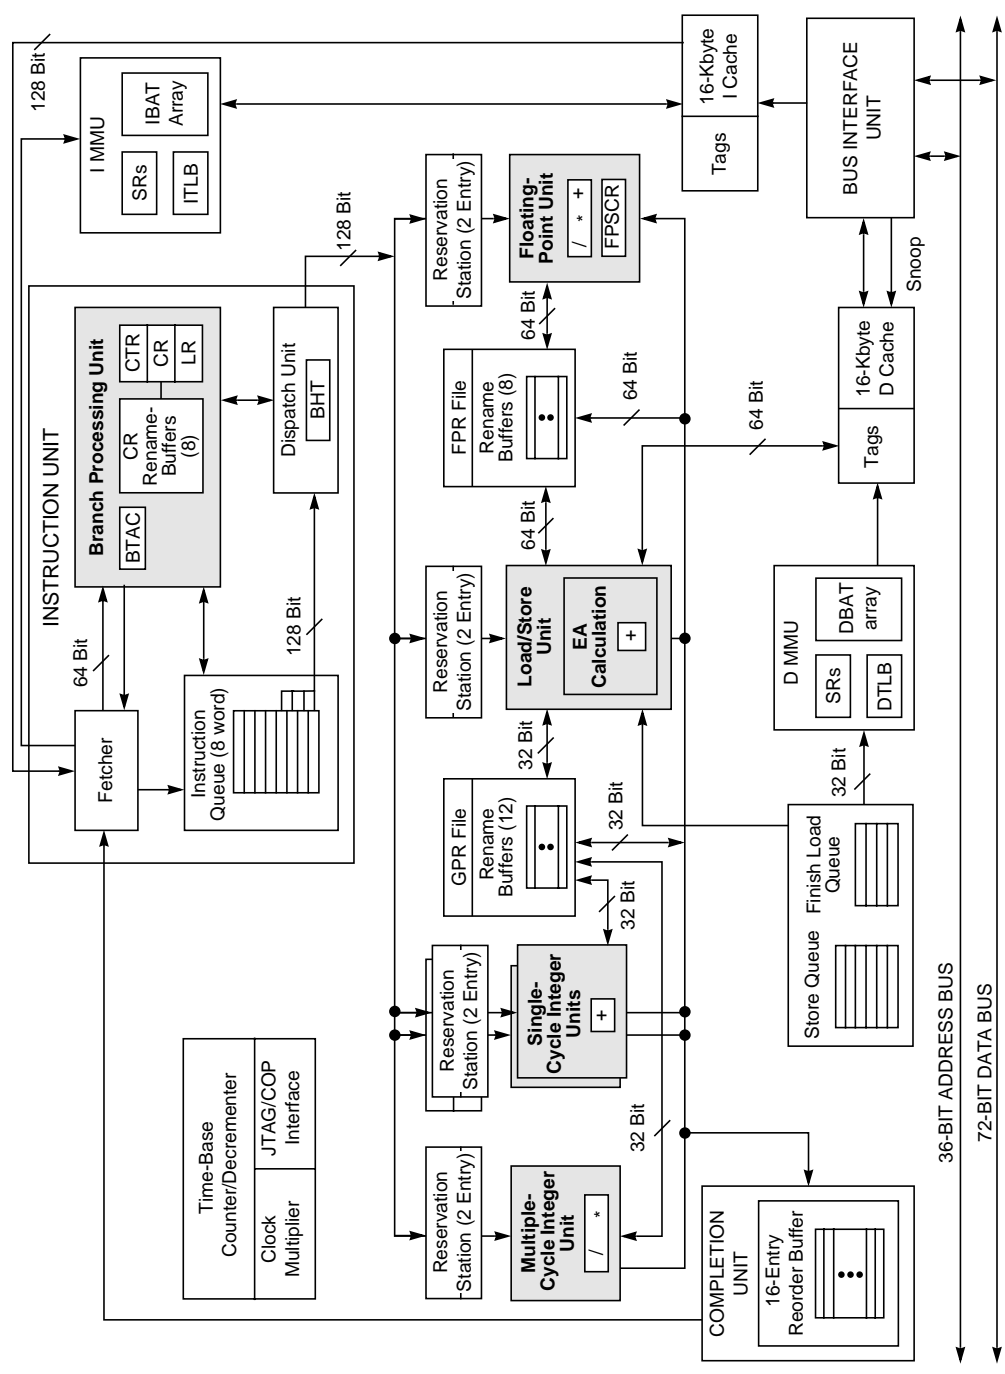 Time-Base
Counter/Decrementer
Clock
Multiplier
JTAG/COP
Interface
INSTRUCTION UNIT
Fetcher
64 Bit
Branch Processing Unit
BTAC
CR
Rename-
Buffers
(8)
CTR
CR
LR
Instruction
Queue (8 word)
128 Bit
Dispatch Unit
BHT
128 Bit
128 Bit
I MMU
SRs
ITLB
IBAT
Array
Reservation
Station (2 Entry)
Reservation
Station (2 Entry)
Reservation
Station (2 Entry)
Reservation
Station (2 Entry)
Multiple-
Cycle Integer
Unit
/ *
Single-
Cycle Integer
Units
+
32 Bit
32 Bit
GPR File
Rename
Buffers (12)
32 Bit
32 Bit
Load/Store
Unit
EA
Calculation
+
64 Bit
FPR File
Rename
Buffers (8)
64 Bit
64 Bit
Floating-
Point Unit
/ * +
FPSCR
64 Bit
Tags
16-Kbyte
I Cache
COMPLETION
UNIT
16-Entry
Reorder Buffer
Store Queue
Finish Load
Queue
32 Bit
D MMU
SRs
DTLB
DBAT
array
Tags
16-Kbyte
D Cache
Snoop
BUS INTERFACE
UNIT
36-BIT ADDRESS BUS
72-BIT DATA BUS